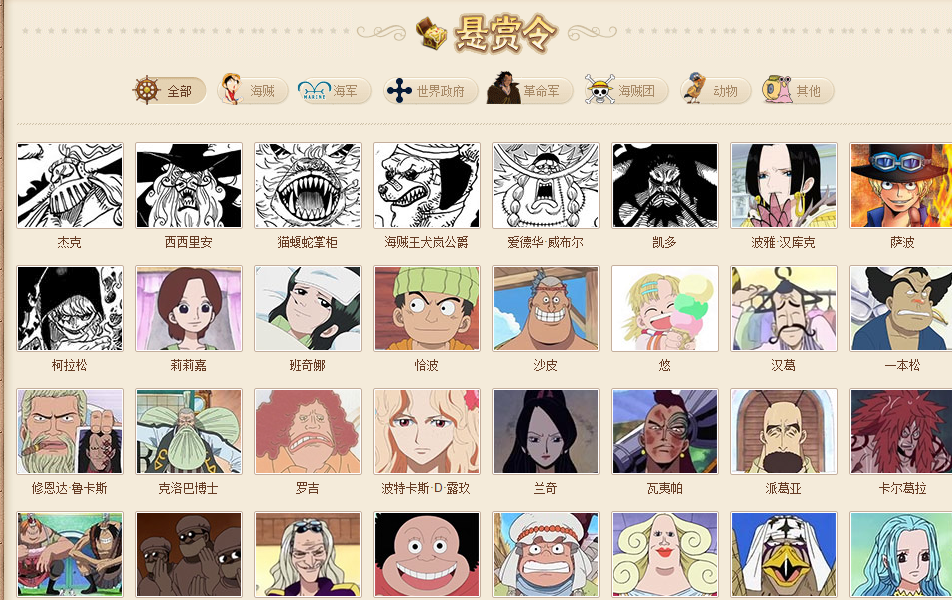 悬赏令
全部 海贼 海军 世界政府 革命军 海贼团 动物 其他
MARINE
杰克 西西里安 猫蝮蛇掌柜 海贼王犬岚公爵 爱德华·威布尔 凯多 波雅·汉库克 萨波
柯拉松 莉莉嘉 班奇娜 恰波 沙皮 悠 汉葛 一本松
修恩达·鲁卡斯 克洛巴博士 罗吉 波特卡斯·D·露玖 兰奇 瓦夷帕 派葛亚 卡尔葛拉